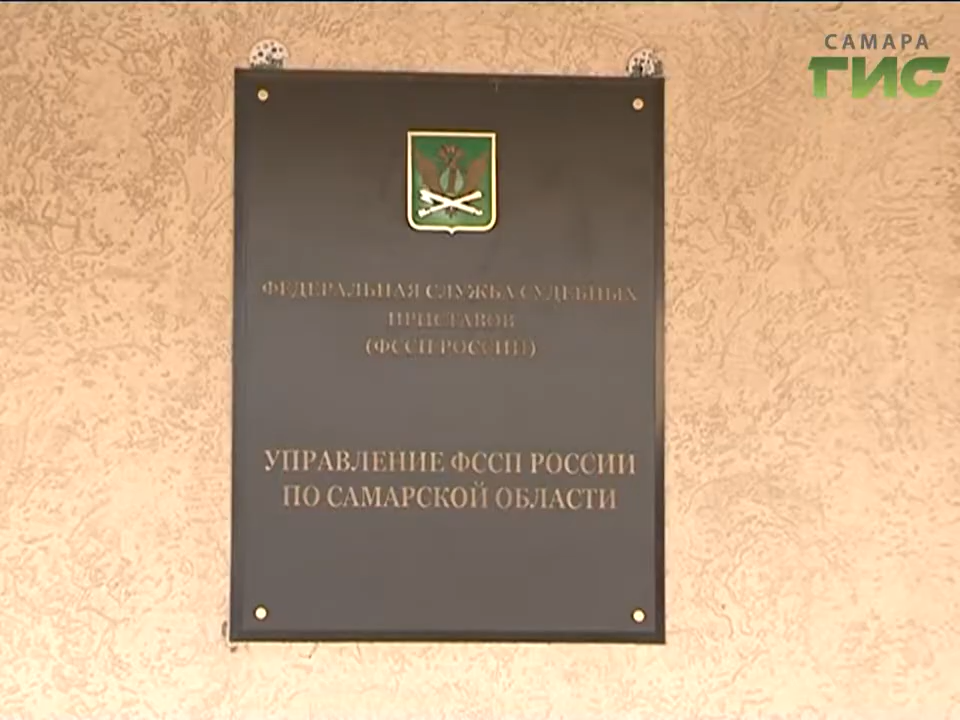 САМАРА
ГИС
ФЕДЕРАЛЬНАЯ СЛУЖБА СУДЕБНЫХ
ПРИСТАВОВ
(ФССП РОССИИ)
УПРАВЛЕНИЕ ФССП РОССИИ
ПО САМАРСКОЙ ОБЛАСТИ